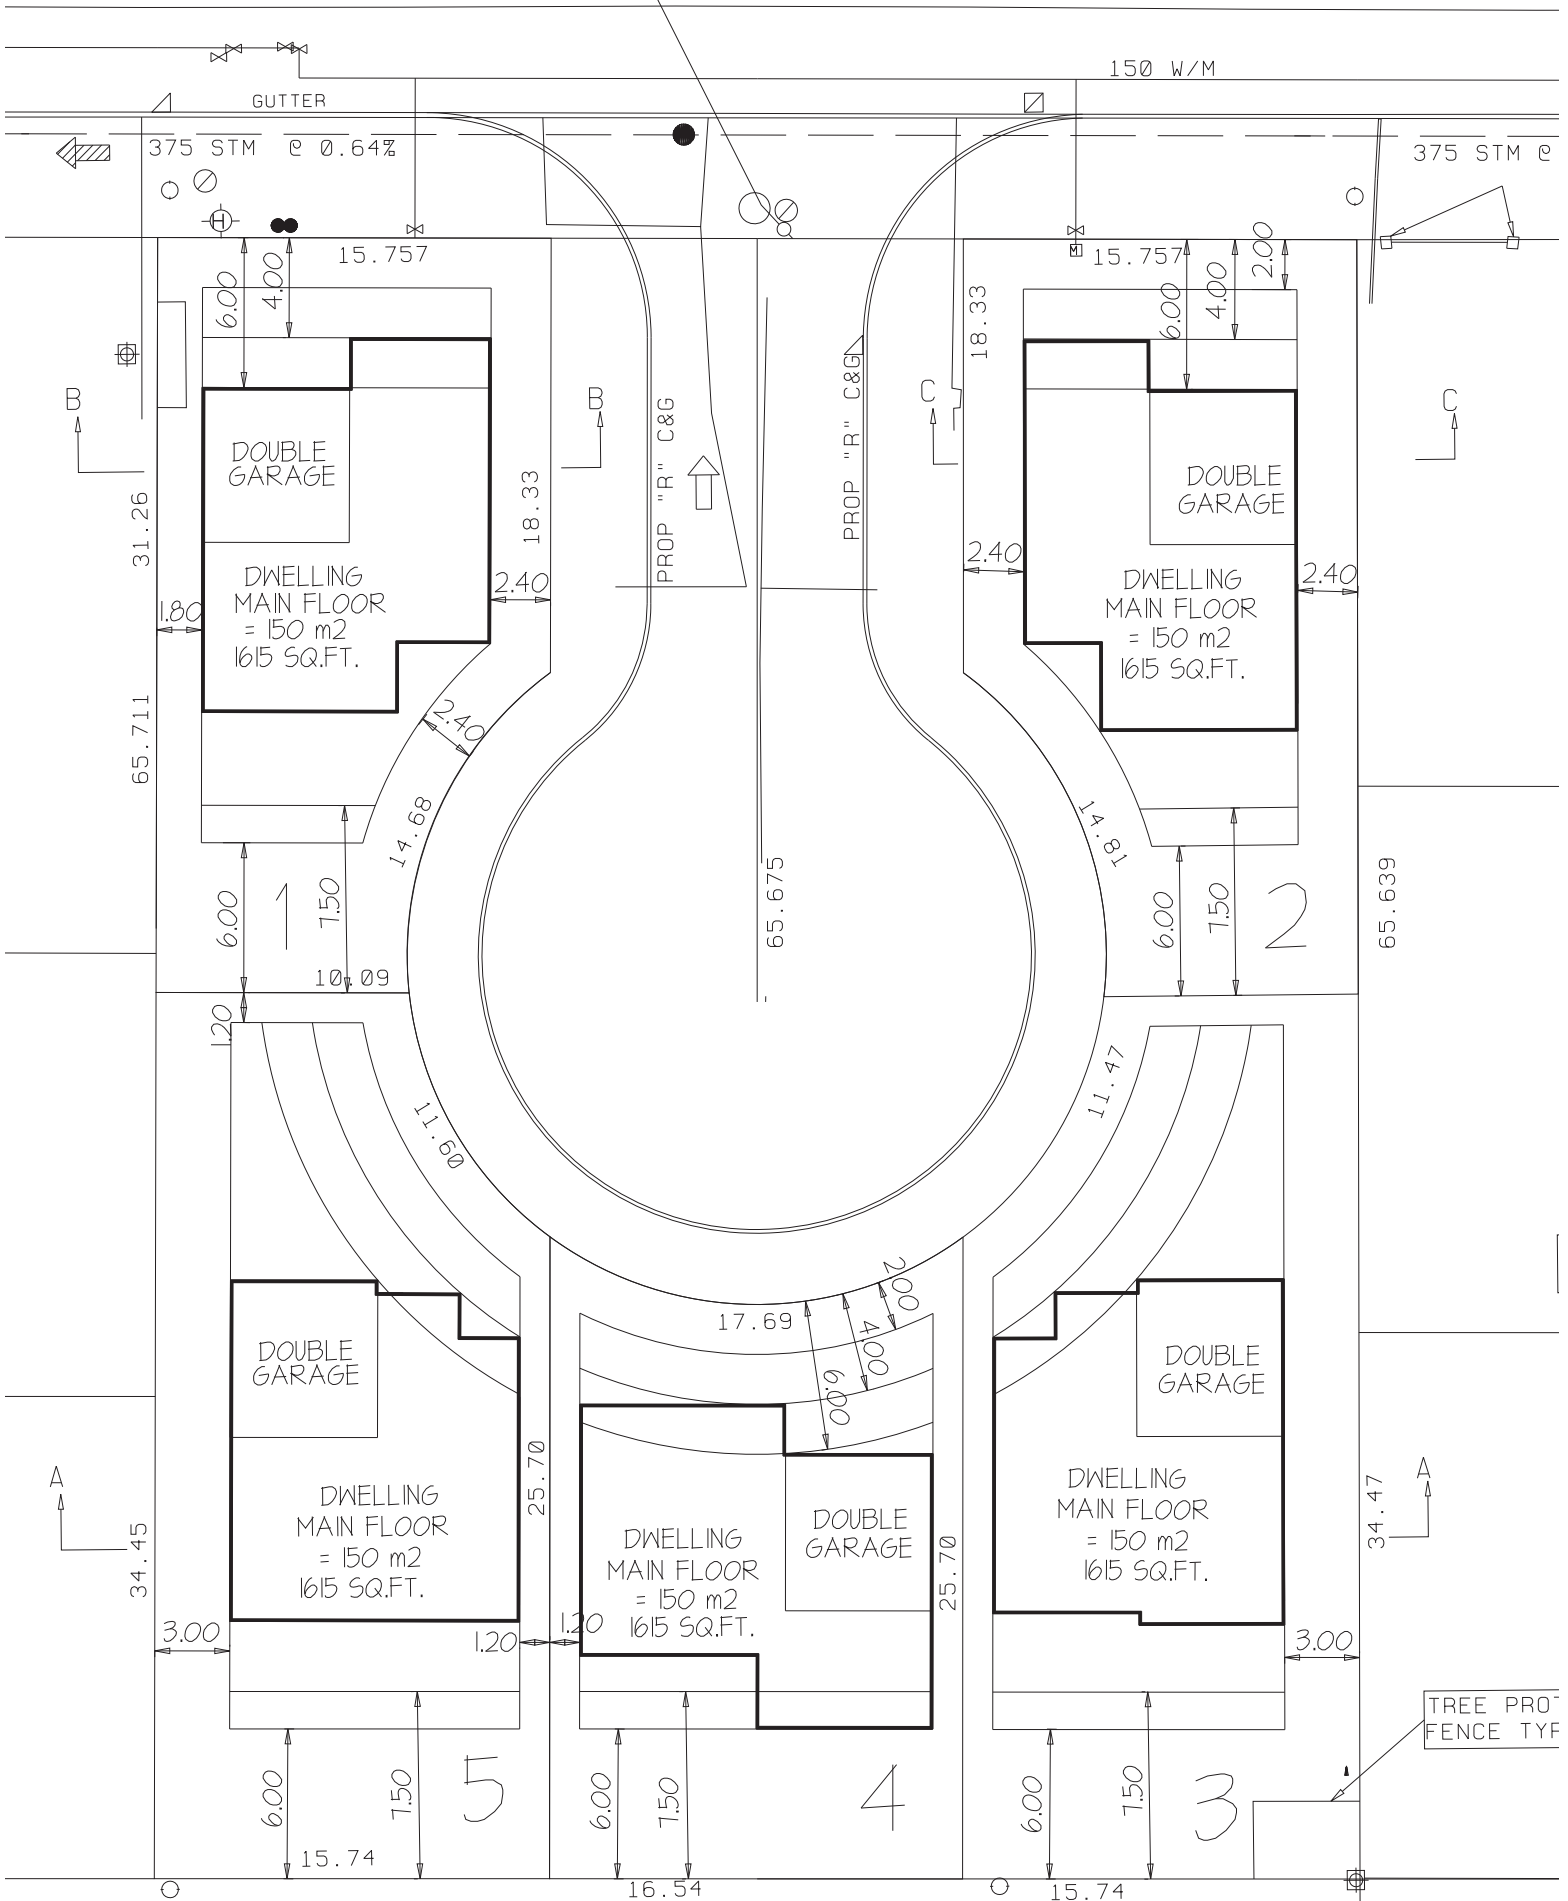 150 W/M
GUTTER
375 STM @ 0.64%
375 STM @
H
15.757
M
15.757
6.00
4.00
6.00
4.00
2.00
18.33
B
B
C
C
PROP "R" C&G
PROP "R" C&G
DOUBLE
GARAGE
DOUBLE
GARAGE
31.26
18.33
DWELLING
MAIN FLOOR
= 150 m2
1615 SQ.FT.
DWELLING
MAIN FLOOR
= 150 m2
1615 SQ.FT.
1.80
2.40
2.40
2.40
65.711
2.40
14.68
14.81
65.675
65.639
6.00
1
7.50
6.00
7.50
2
10.09
1.20
11.60
11.47
2.00
4.00
6.00
17.69
DOUBLE
GARAGE
DOUBLE
GARAGE
25.70
A
A
DWELLING
MAIN FLOOR
= 150 m2
1615 SQ.FT.
DWELLING
MAIN FLOOR
= 150 m2
1615 SQ.FT.
DOUBLE
GARAGE
DWELLING
MAIN FLOOR
= 150 m2
1615 SQ.FT.
34.45
25.70
34.47
3.00
1.20
1.20
3.00
TREE PROT
FENCE TYP
6.00
7.50
5
6.00
7.50
4
6.00
7.50
3
15.74
16.54
15.74